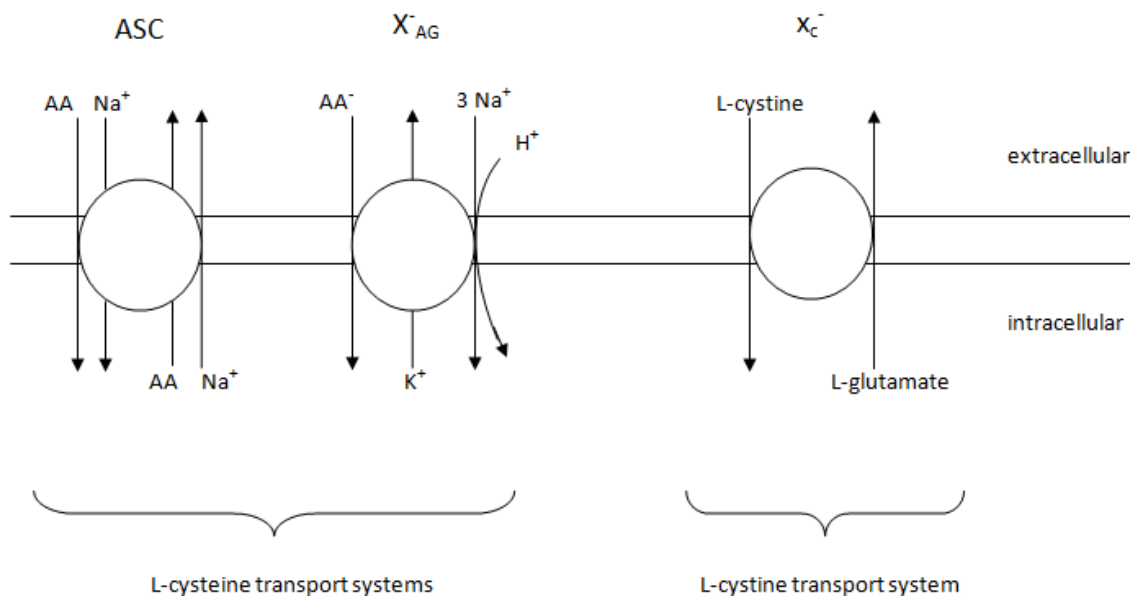 ASC X⁻AG x꜀⁻
AA Na⁺ AA⁻ 3 Na⁺ L-cystine
H⁺
extracellular
intracellular
AA Na⁺ K⁺ L-glutamate
L-cysteine transport systems L-cystine transport system